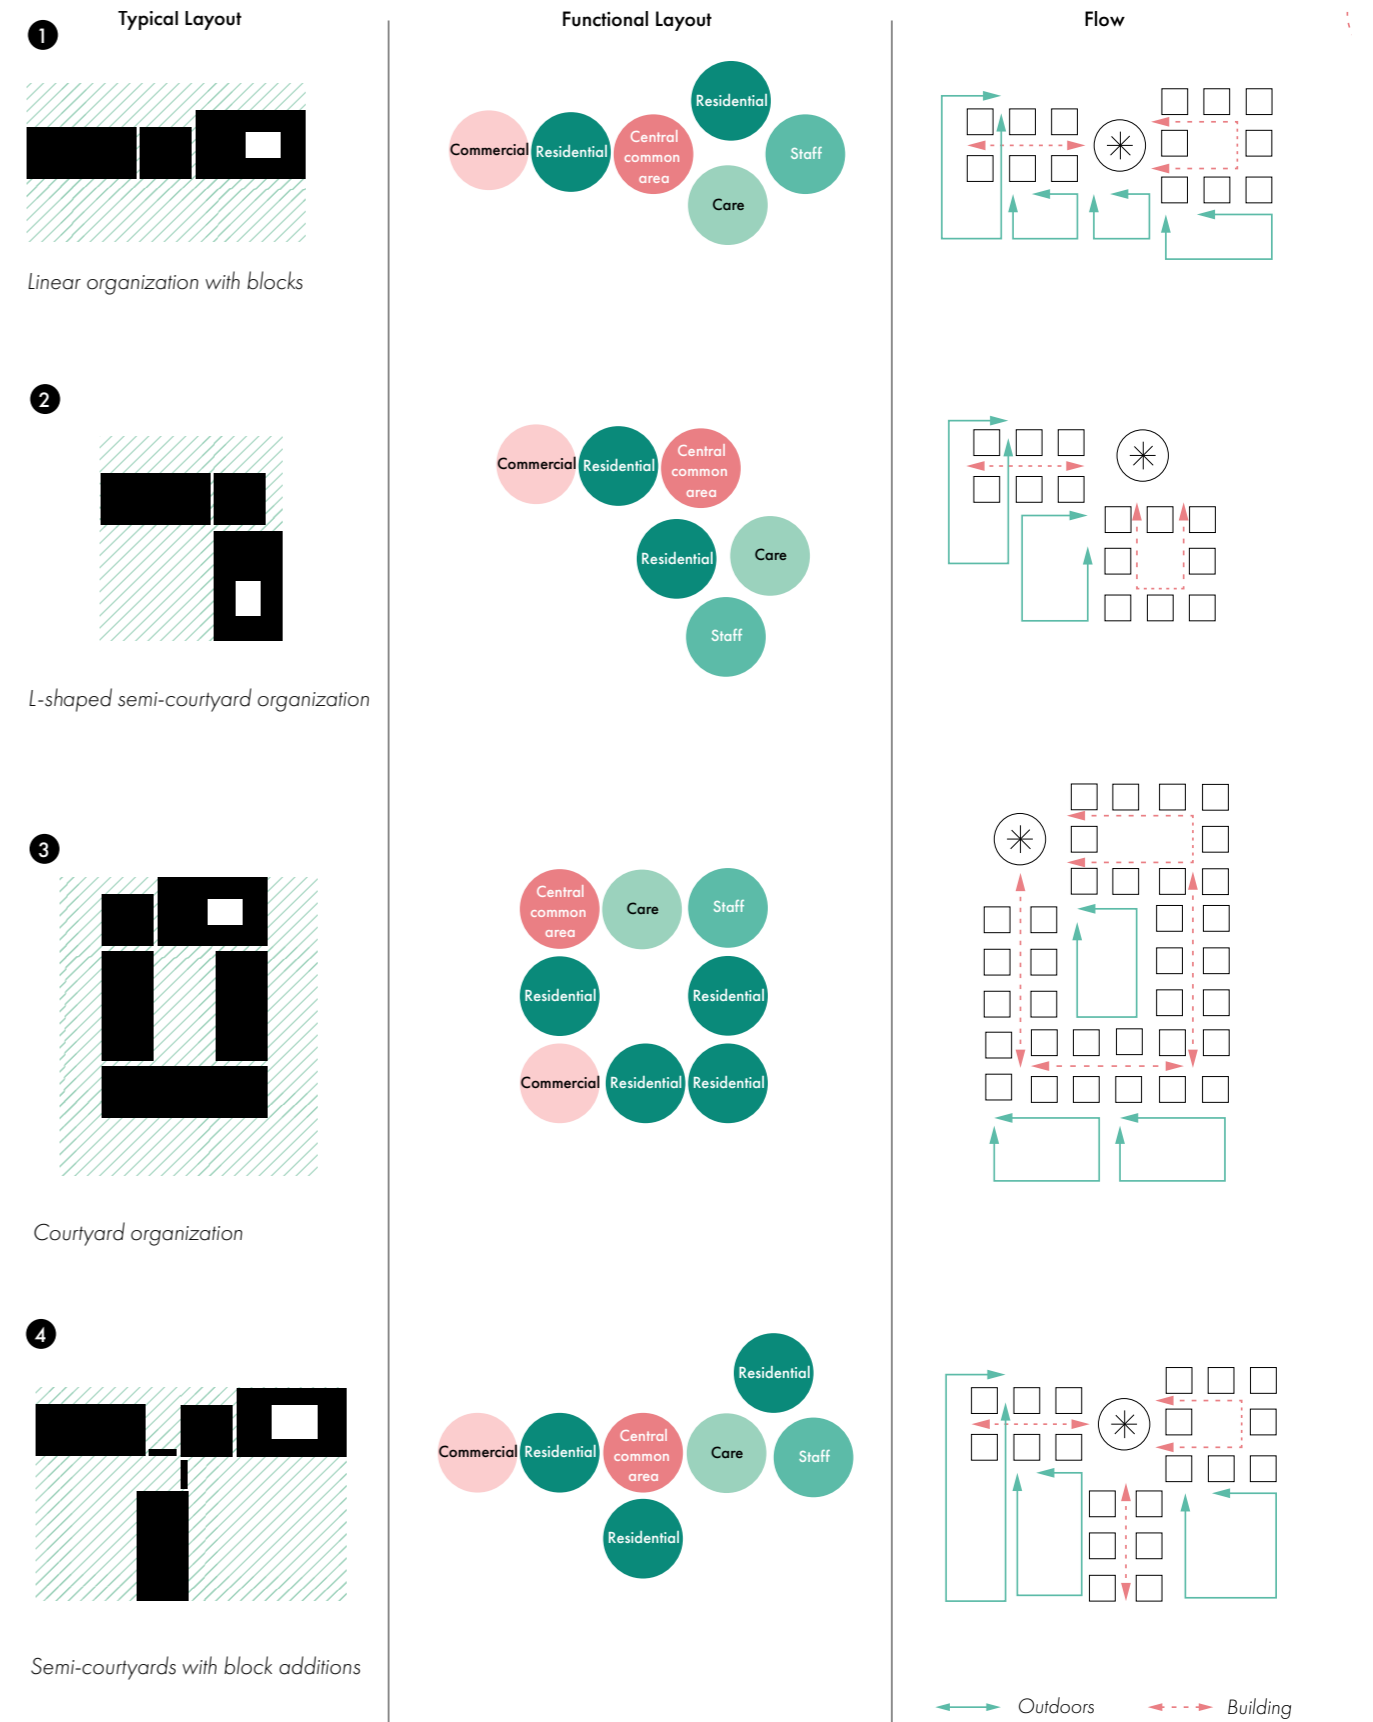 Typical Layout
Functional Layout
Flow
1
Residential
Commercial
Residential
Central
common
area
Staff
Care
Linear organization with blocks
2
Commercial
Residential
Central
common
area
Residential
Care
Staff
L-shaped semi-courtyard organization
3
Central
common
area
Care
Staff
Residential
Residential
Commercial
Residential
Residential
Courtyard organization
4
Residential
Commercial
Residential
Central
common
area
Care
Staff
Residential
Semi-courtyards with block additions
Outdoors
Building